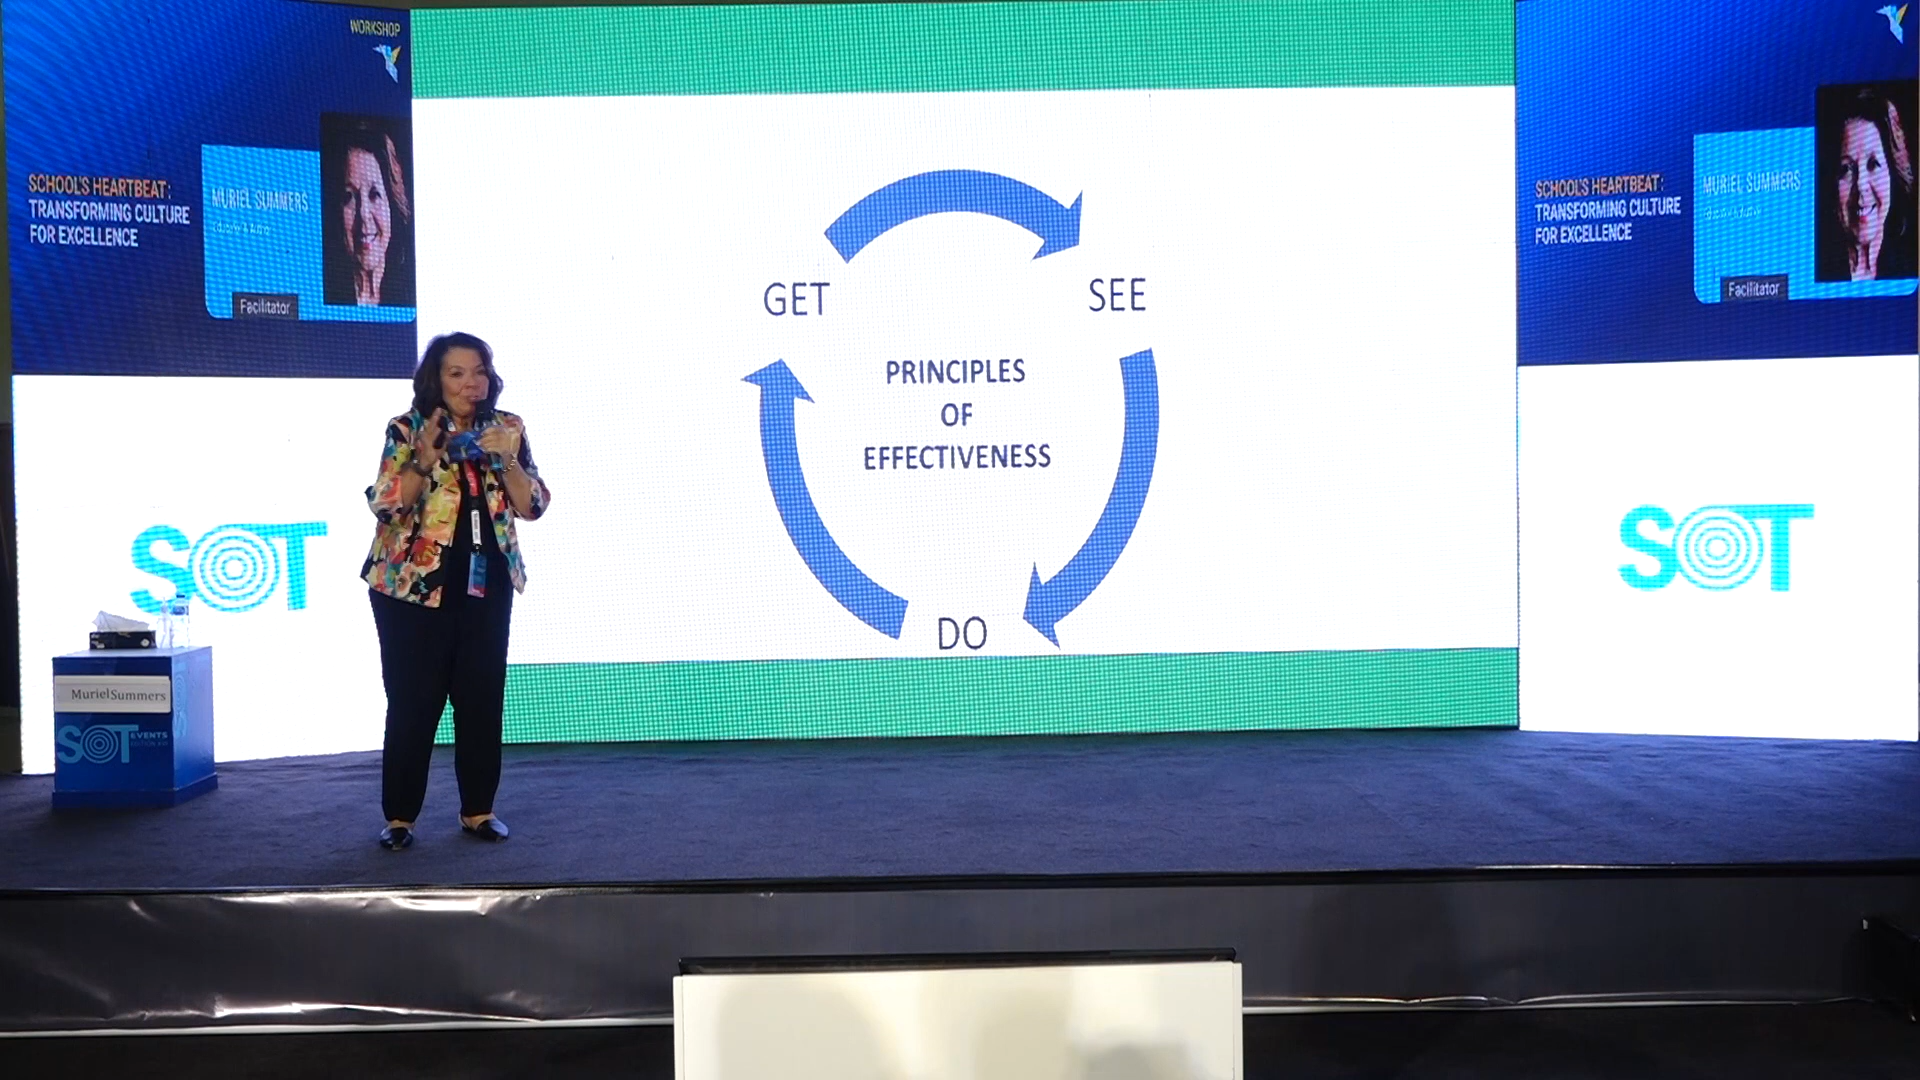 WORKSHOP
SCHOOL'S HEARTBEAT:
TRANSFORMING CULTURE
FOR EXCELLENCE
MURIEL SUMMERS
Facilitator
GET
SEE
PRINCIPLES
OF
EFFECTIVENESS
DO
SCHOOL'S HEARTBEAT:
TRANSFORMING CULTURE
FOR EXCELLENCE
MURIEL SUMMERS
Facilitator
SOT
SOT
MurielSummers
SOT EVENTS